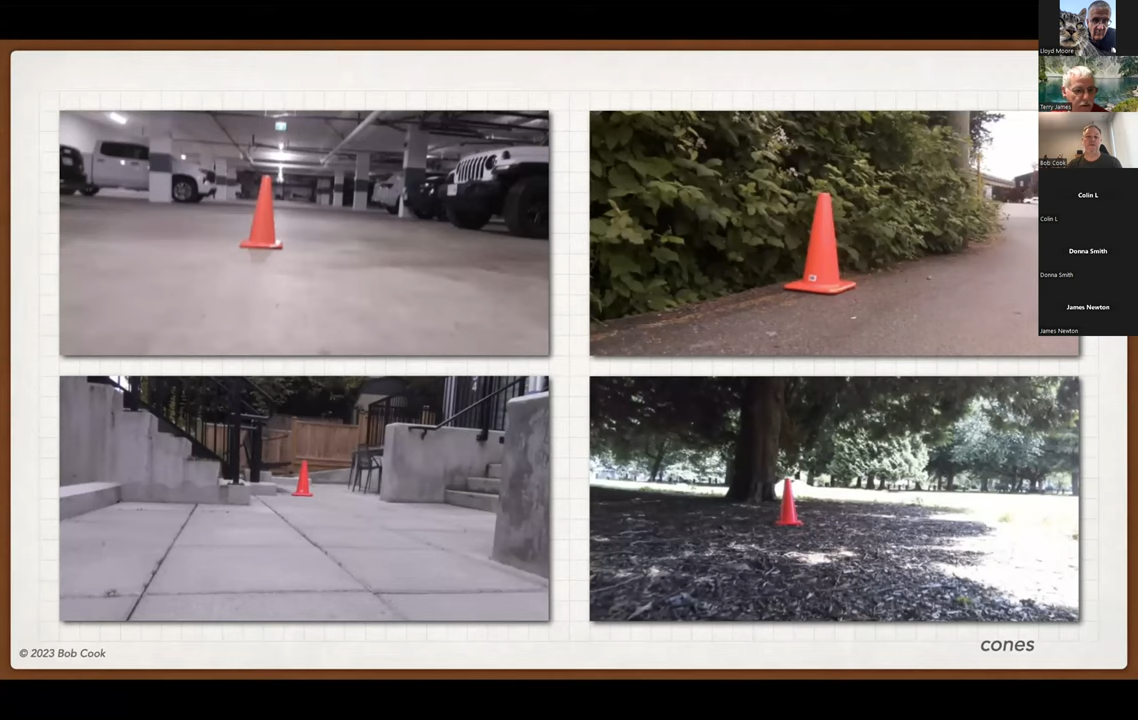 Lloyd Moore
Terry James
Bob Cook
Colin L
Colin L
Donna Smith
Donna Smith
James Newton
James Newton
© 2023 Bob Cook
cones